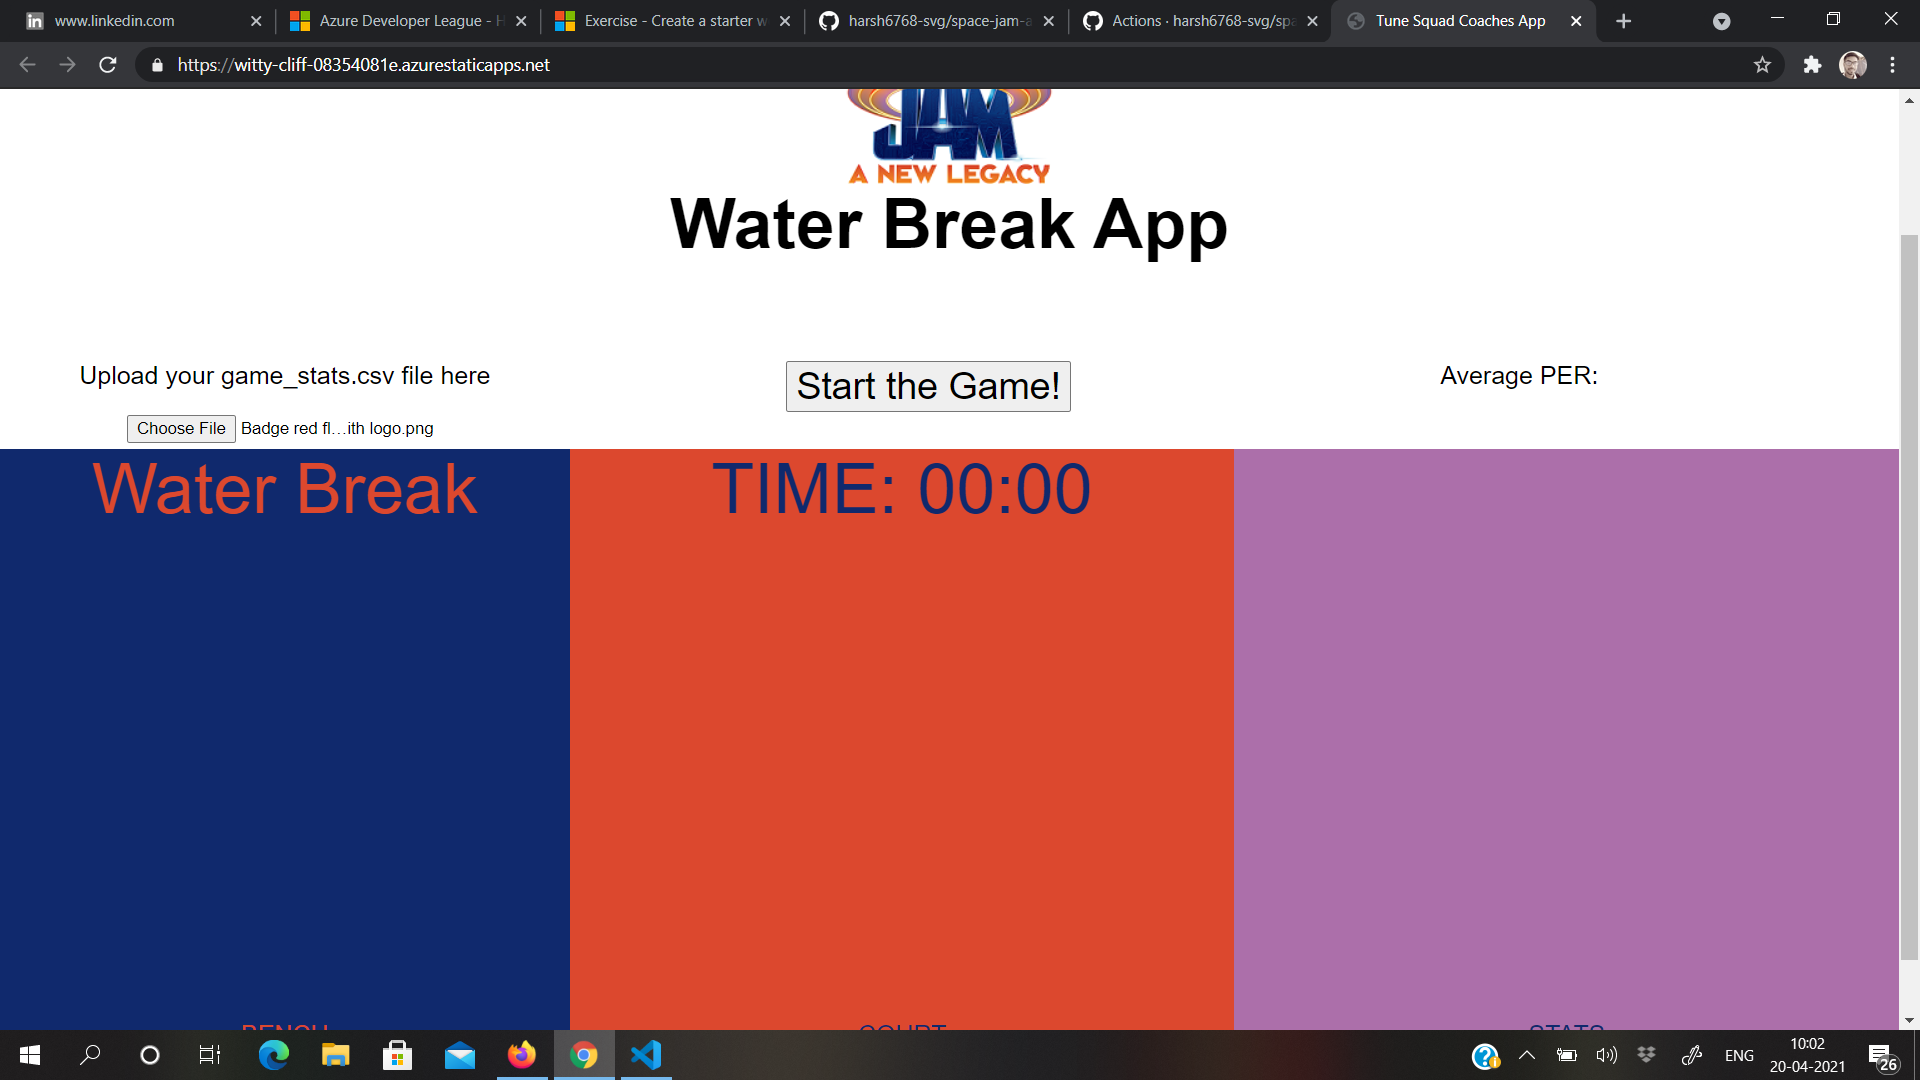 www.linkedin.com
Azure Developer League - H
Exercise - Create a starter w
harsh6768-svg/space-jam-a
Actions · harsh6768-svg/spa
Tune Squad Coaches App
https://witty-cliff-08354081e.azurestaticapps.net
JAM
A NEW LEGACY
Water Break App
Upload your game_stats.csv file here
Start the Game!
Average PER:
Choose File Badge red fl...ith logo.png
Water Break
TIME: 00:00
BENCH
COURT
STATS
ENG
10:02
20-04-2021
26